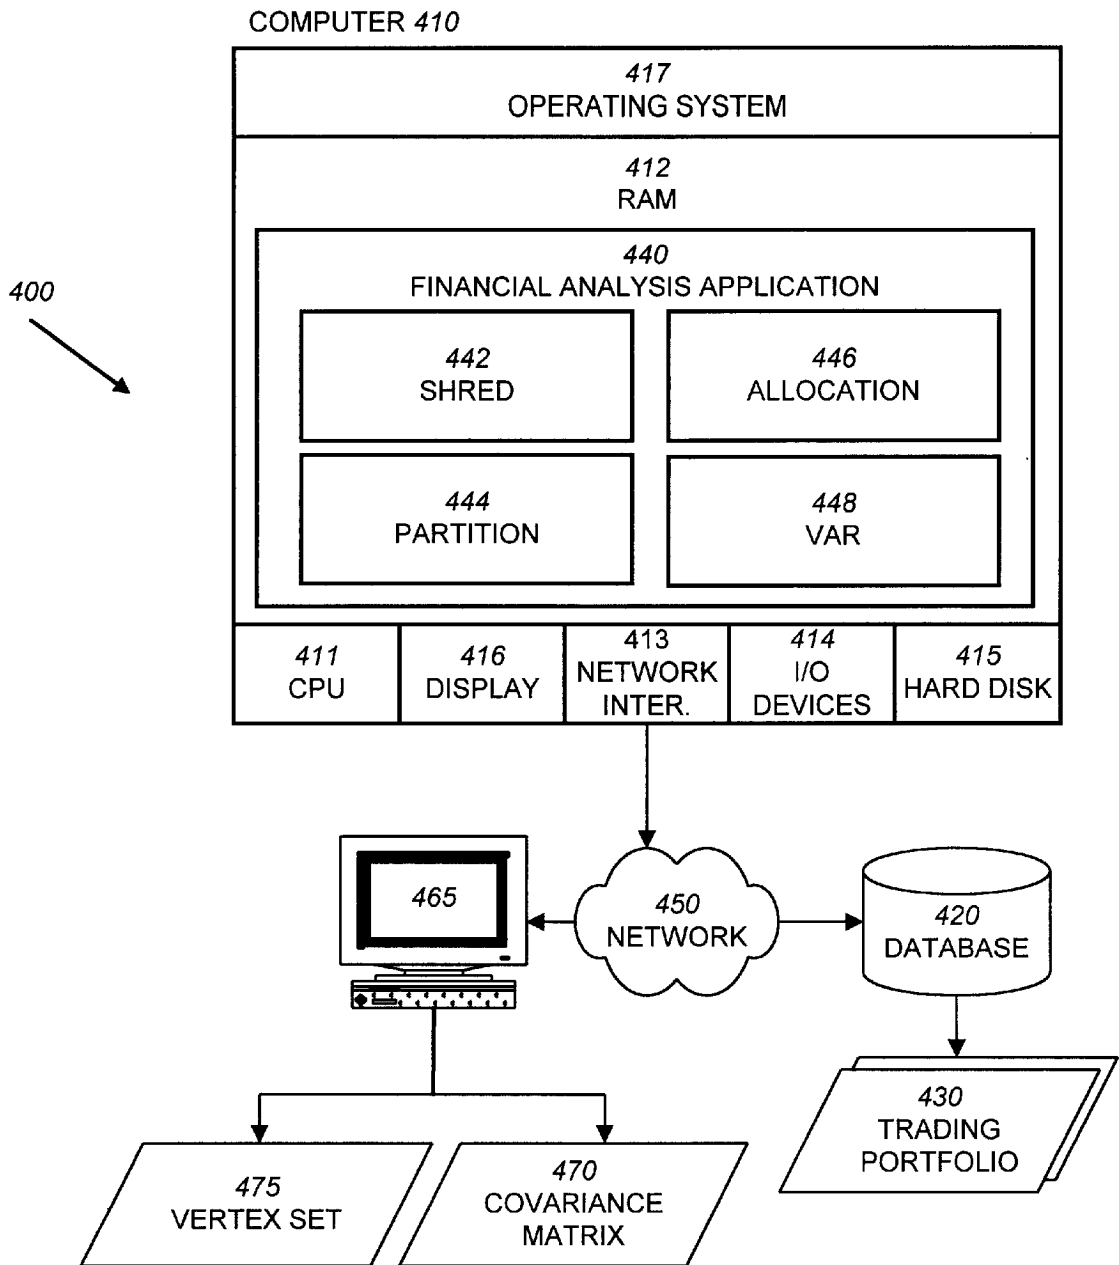 COMPUTER 410
417
OPERATING SYSTEM
412
RAM
440
FINANCIAL ANALYSIS APPLICATION
400
442
SHRED
446
ALLOCATION
444
PARTITION
448
VAR
411
CPU
416
DISPLAY
413
NETWORK
INTER.
414
I/O
DEVICES
415
HARD DISK
465
450
NETWORK
420
DATABASE
430
TRADING
PORTFOLIO
475
VERTEX SET
470
COVARIANCE
MATRIX